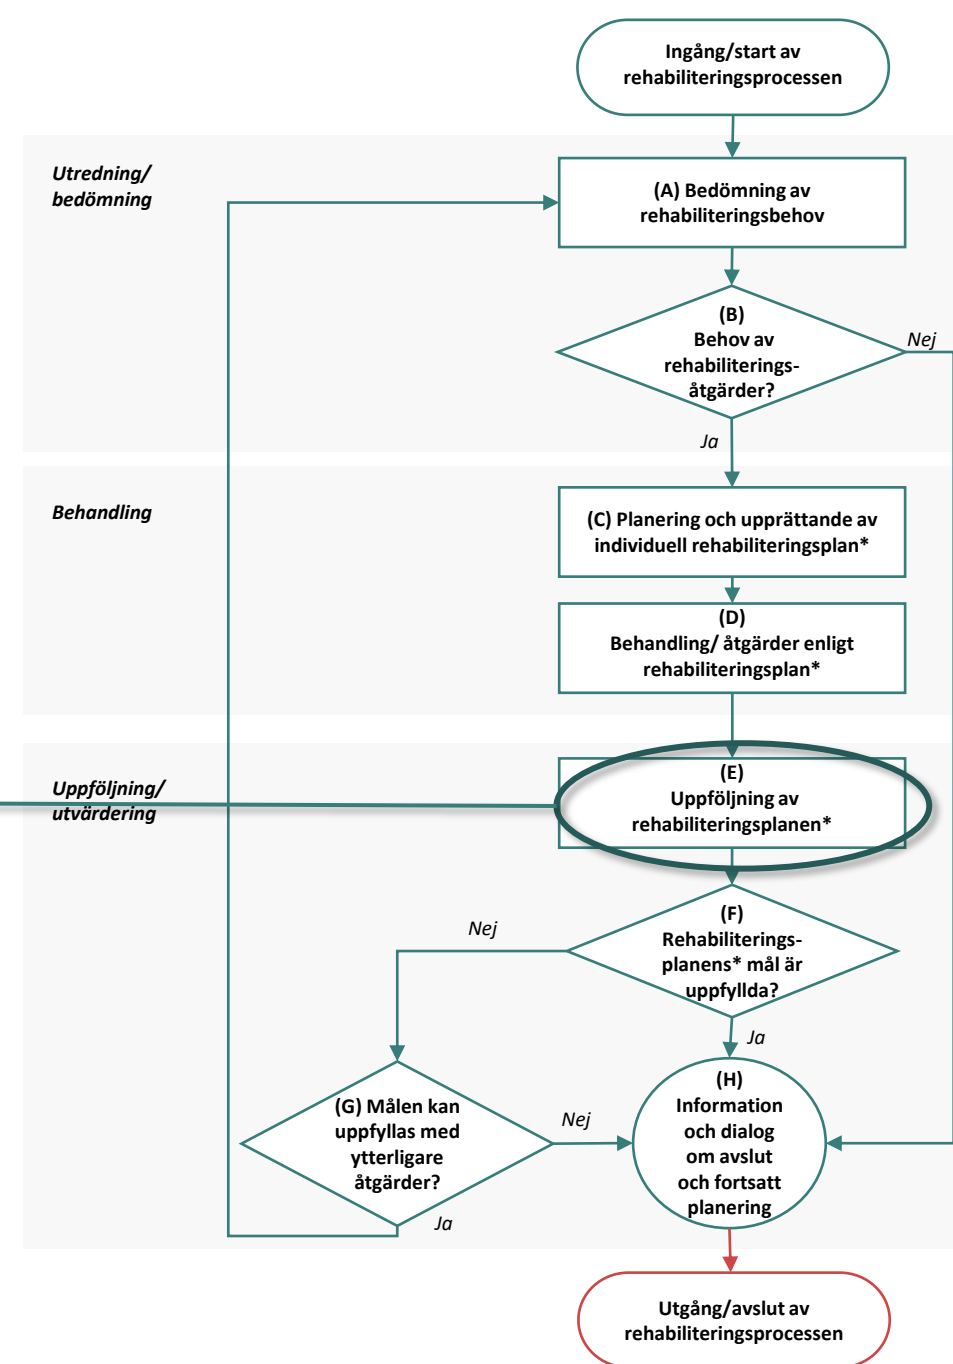 Ingång/start av
rehabiliteringsprocessen
Utredning/
bedömning
(A) Bedömning av
rehabiliteringsbehov
(B)
Behov av
rehabiliterings-
åtgärder?
Nej
Ja
Behandling
(C) Planering och upprättande av
individuell rehabiliteringsplan*
(D)
Behandling/ åtgärder enligt
rehabiliteringsplan*
Uppföljning/
utvärdering
(E)
Uppföljning av
rehabiliteringsplanen*
(F)
Rehabiliterings-
planens* mål är
uppfyllda?
Nej
Ja
(G) Målen kan
uppfyllas med
ytterligare
åtgärder?
Nej
Ja
(H)
Information
och dialog
om avslut
och fortsatt
planering
Utgång/avslut av
rehabiliteringsprocessen